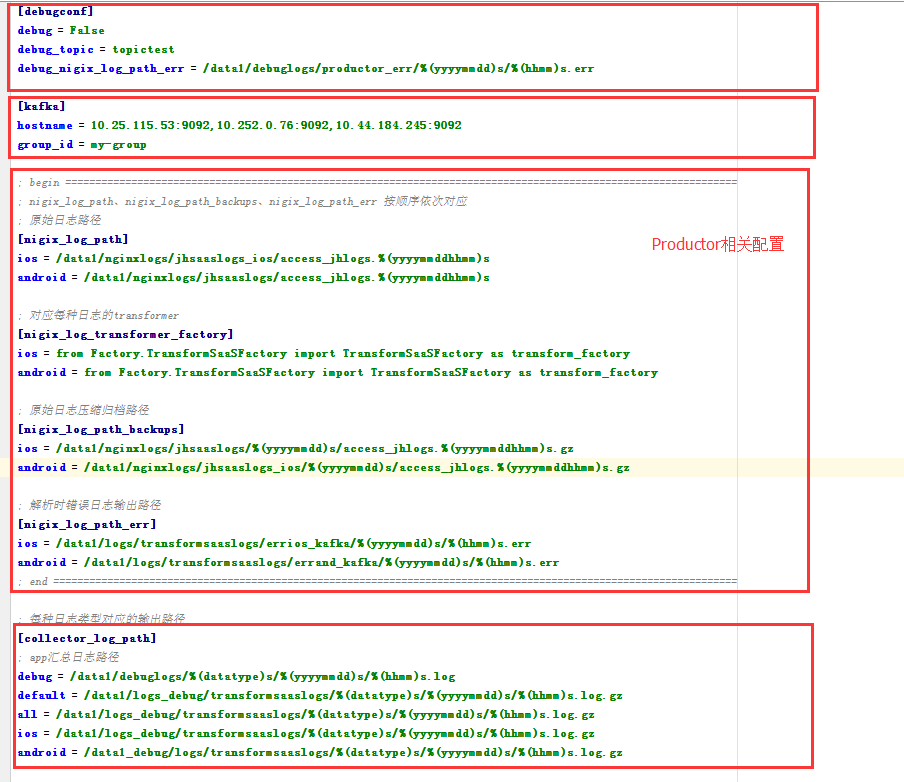 [debugconf]
debug = False
debug_topic = topictest
debug_nigix_log_path_err = /data1/debuglogs/productor_err/%(yyyymmdd)s/%(hhmm)s.err
[kafka]
hostname = 10.25.115.53:9092,10.252.0.76:9092,10.44.184.245:9092
group_id = my-group
; begin ================================================================================================================
; nigix_log_path、nigix_log_path_backups、nigix_log_path_err 按顺序依次对应
; 原始日志路径
[nigix_log_path]
Productor相关配置
ios = /data1/nginxlogs/jhsaaslogs_ios/access_jhlogs.%(yyyymmddhhmm)s
android = /data1/nginxlogs/jhsaaslogs/access_jhlogs.%(yyyymmddhhmm)s
; 对应每种日志的transformer
[nigix_log_transformer_factory]
ios = from Factory.TransformSaaSFactory import TransformSaaSFactory as transform_factory
android = from Factory.TransformSaaSFactory import TransformSaaSFactory as transform_factory
; 原始日志压缩归档路径
[nigix_log_path_backups]
ios = /data1/nginxlogs/jhsaaslogs/%(yyyymmdd)s/access_jhlogs.%(yyyymmddhhmm)s.gz
android = /data1/nginxlogs/jhsaaslogs_ios/%(yyyymmdd)s/access_jhlogs.%(yyyymmddhhmm)s.gz
; 解析时错误日志输出路径
[nigix_log_path_err]
ios = /data1/logs/transformsaaslogs/errios_kafka/%(yyyymmdd)s/%(hhmm)s.err
android = /data1/logs/transformsaaslogs/errand_kafka/%(yyyymmdd)s/%(hhmm)s.err
; end ==================================================================================================================
; 每种日志类型对应的输出路径
[collector_log_path]
; app汇总日志路径
debug = /data1/debuglogs/%(datatype)s/%(yyyymmdd)s/%(hhmm)s.log
default = /data1/logs_debug/transformsaaslogs/%(datatype)s/%(yyyymmdd)s/%(hhmm)s.log.gz
all = /data1/logs_debug/transformsaaslogs/%(datatype)s/%(yyyymmdd)s/%(hhmm)s.log.gz
ios = /data1/logs_debug/transformsaaslogs/%(datatype)s/%(yyyymmdd)s/%(hhmm)s.log.gz
android = /data1_debug/logs/transformsaaslogs/%(datatype)s/%(yyyymmdd)s/%(hhmm)s.log.gz